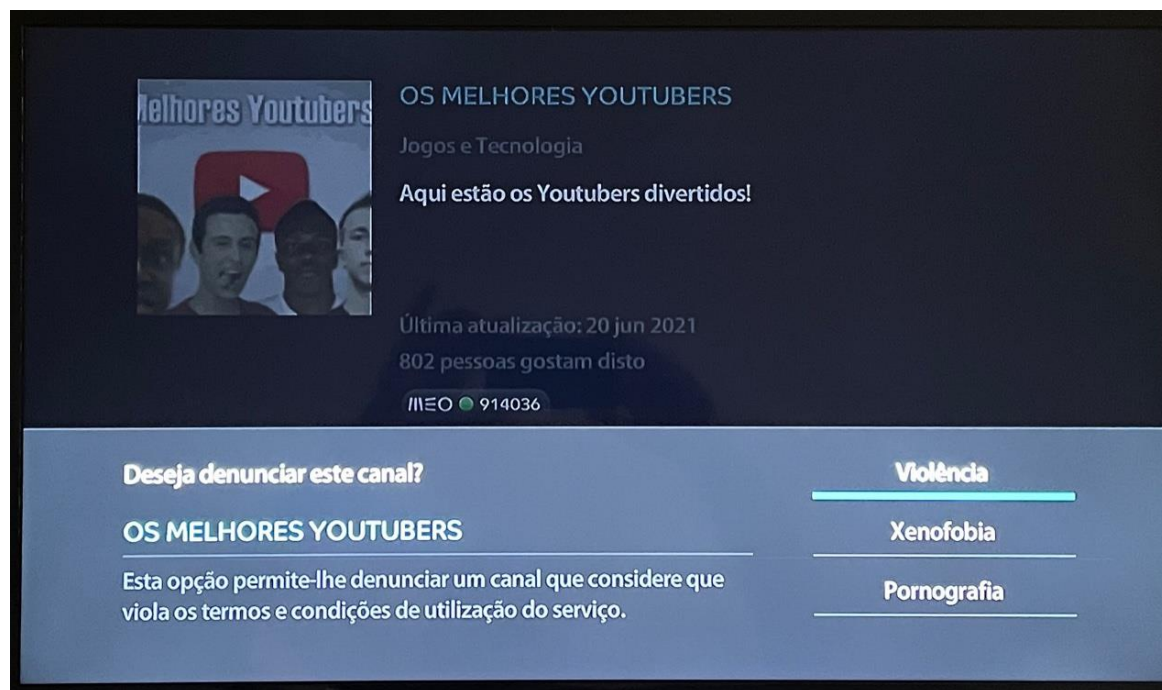 Melhores Youtubers
OS MELHORES YOUTUBERS
Jogos e Tecnologia
Aqui estão os Youtubers divertidos!
Última atualização: 20 jun 2021
802 pessoas gostam disto
MEO 914036
Deseja denunciar este canal?
OS MELHORES YOUTUBERS
Esta opção permite-lhe denunciar um canal que considere que
viola os termos e condições de utilização do serviço.
Violência
Xenofobia
Pornografia